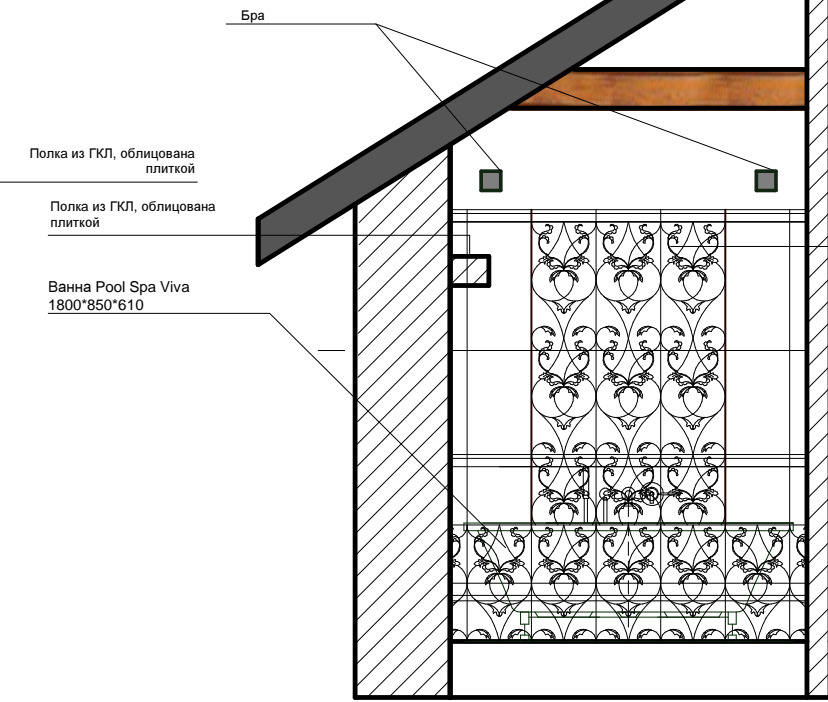 Бра
Полка из ГКЛ, облицована
плиткой
Полка из ГКЛ, облицована
плиткой
Ванна Pool Spa Viva
1800*850*610